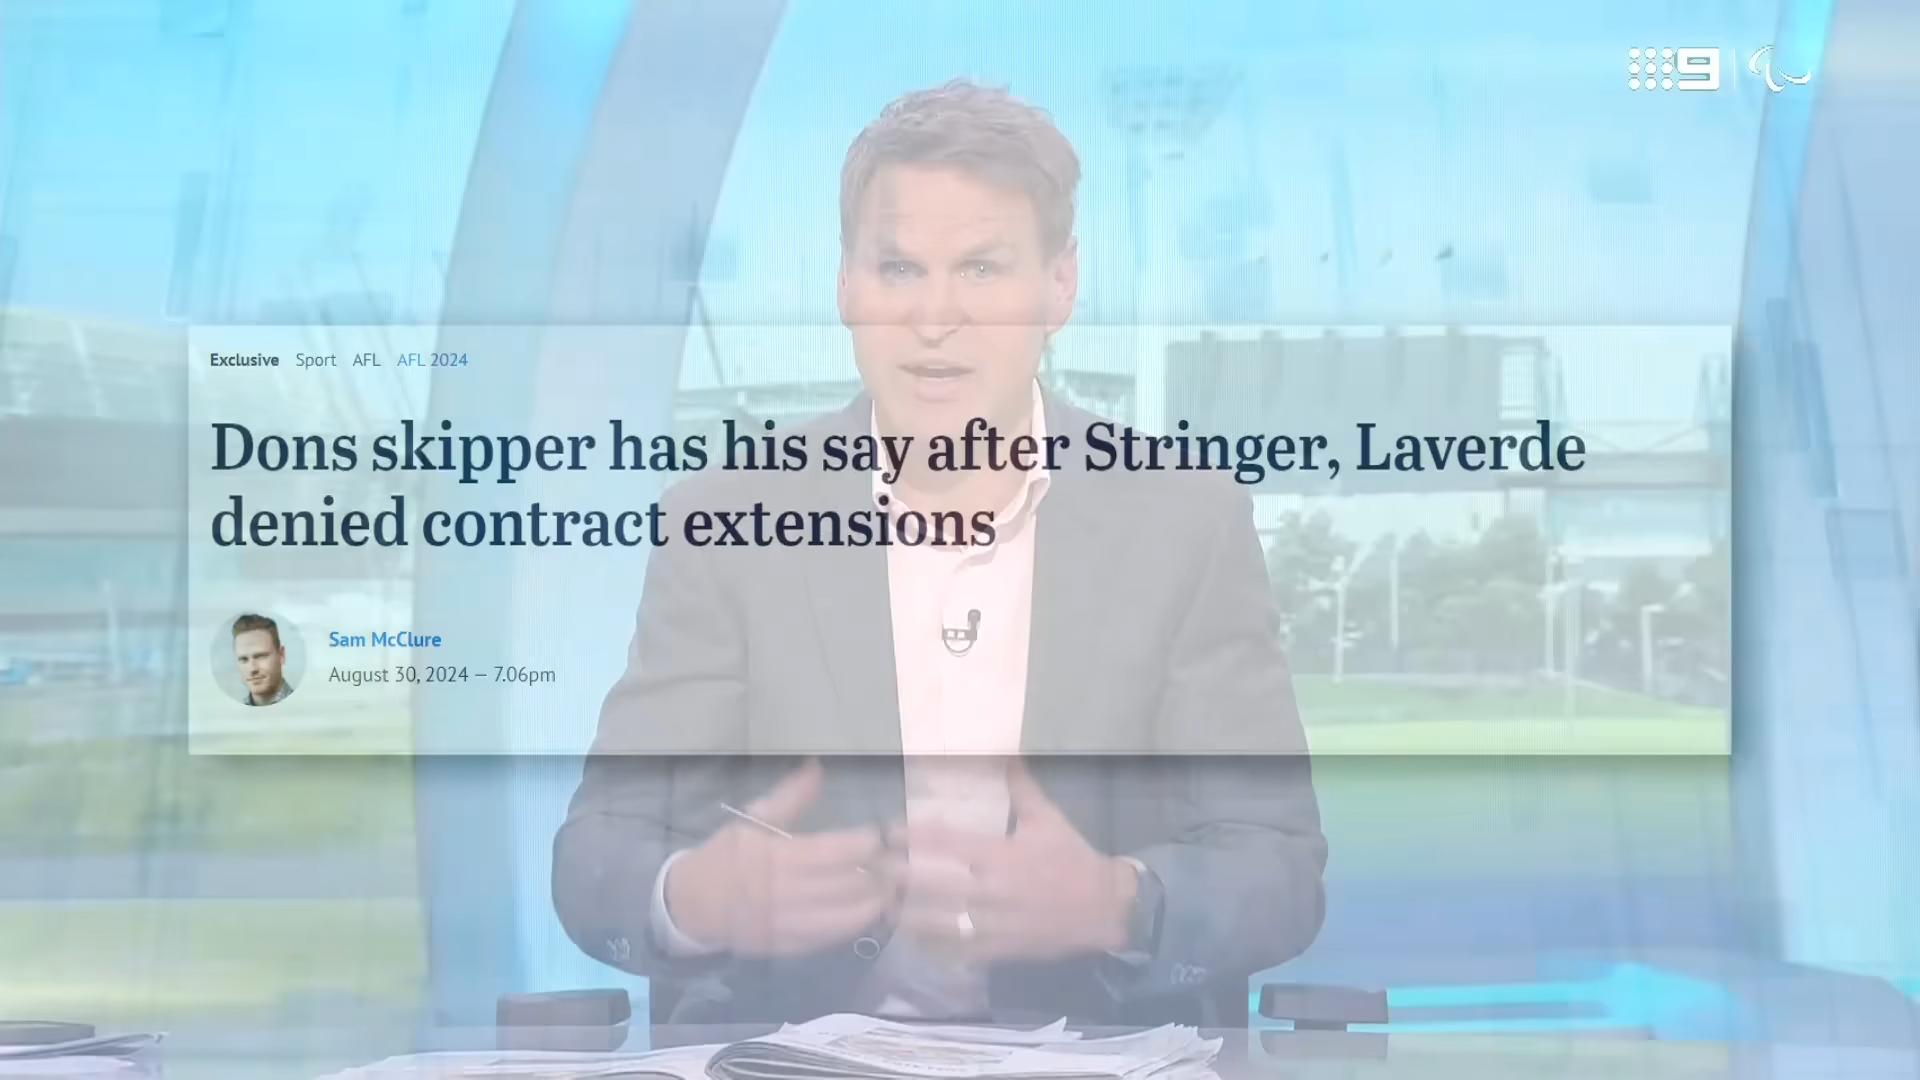 9
Exclusive Sport AFL AFL 2024
Dons skipper has his say after Stringer, Laverde
denied contract extensions
Sam McClure
August 30, 2024 – 7.06pm